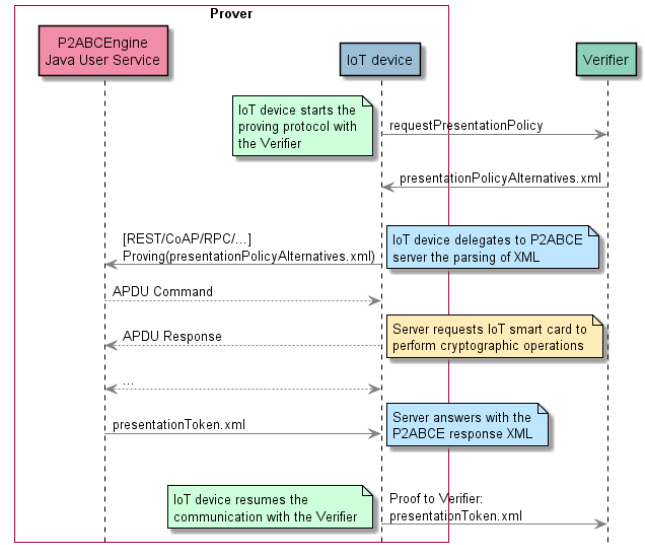 Prover
P2ABCEngine
Java User Service
IoT device
Verifier
IoT device starts the
proving protocol with
the Verifier
requestPresentationPolicy
presentationPolicyAlternatives.xml
[REST/CoAP/RPC/...]
Proving(presentationPolicyAlternatives.xml)
IoT device delegates to P2ABCE
server the parsing of XML
APDU Command
APDU Response
Server requests IoT smart card to
perform cryptographic operations
...
presentationToken.xml
Server answers with the
P2ABCE response XML
IoT device resumes the
communication with the Verifier
Proof to Verifier:
presentationToken.xml